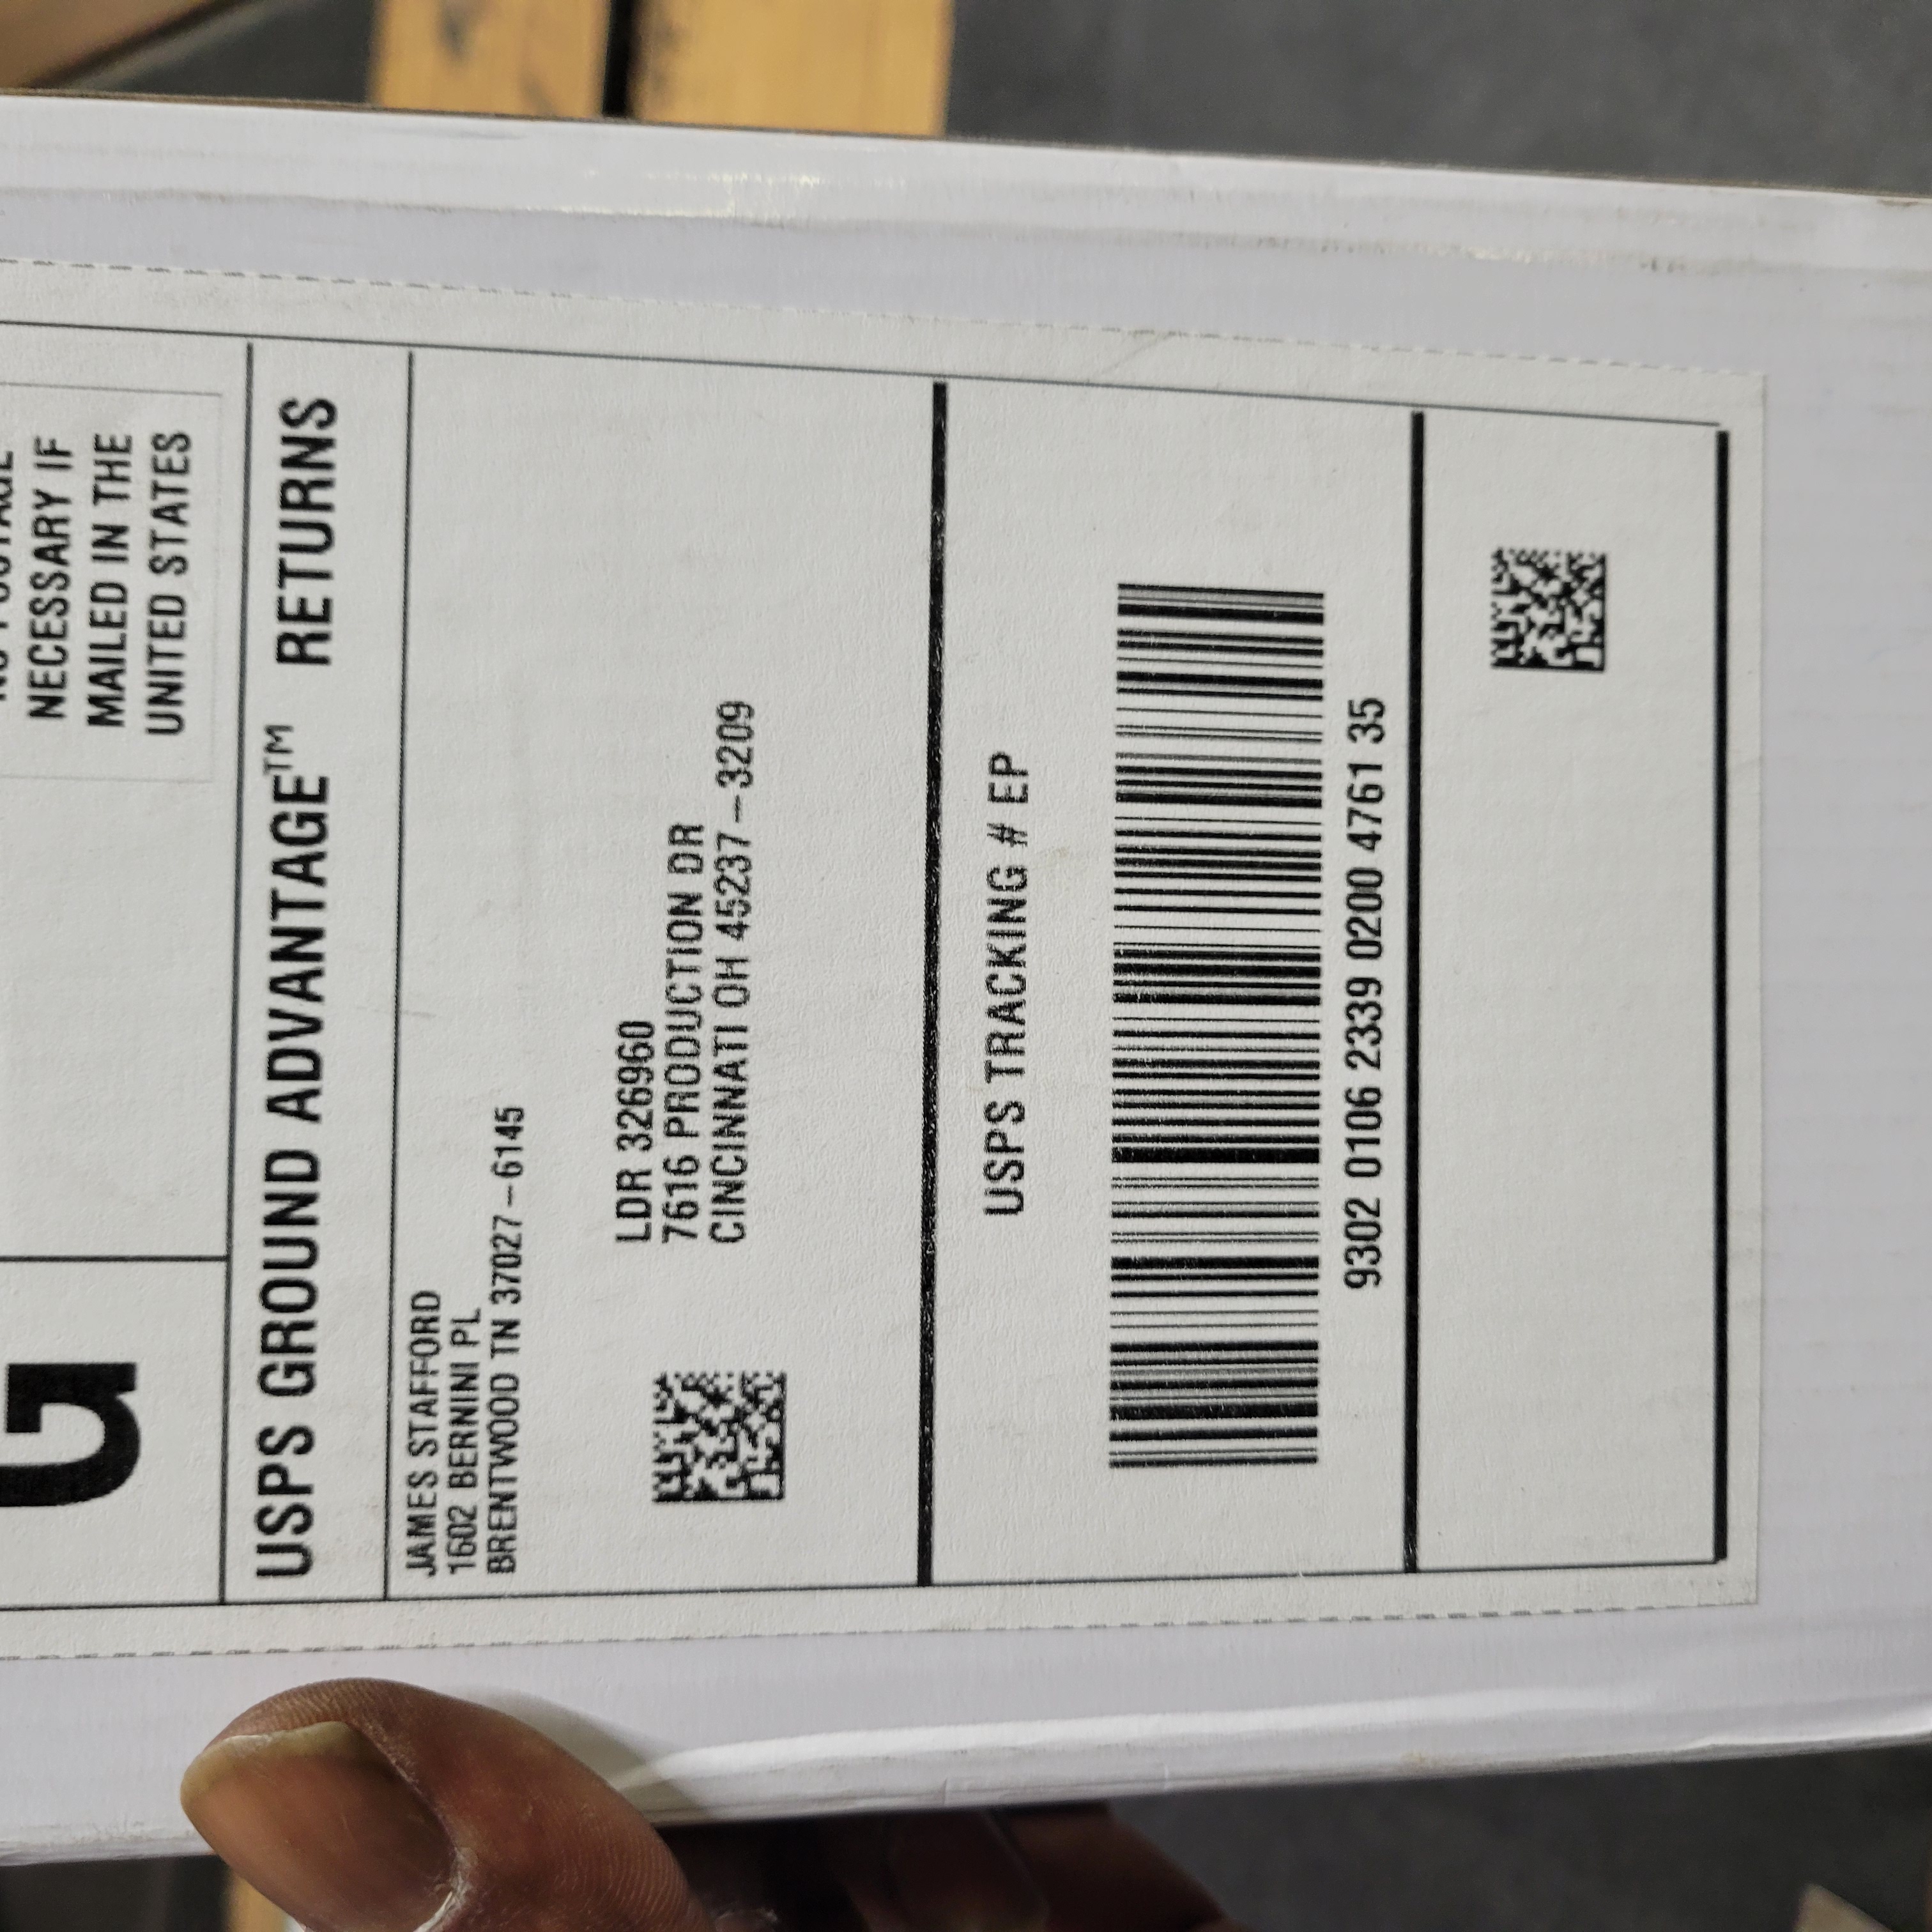 G
NECESSARY IF
MAILED IN THE
UNITED STATES
USPS GROUND ADVANTAGE™ RETURNS
JAMES STAFFORD
1602 BERNINI PL
BRENTWOOD TN 37027-6145
LDR 326960
7616 PRODUCTION DR
CINCINNATI OH 45237-3209
USPS TRACKING # EP
9302 0106 2339 0200 4761 35